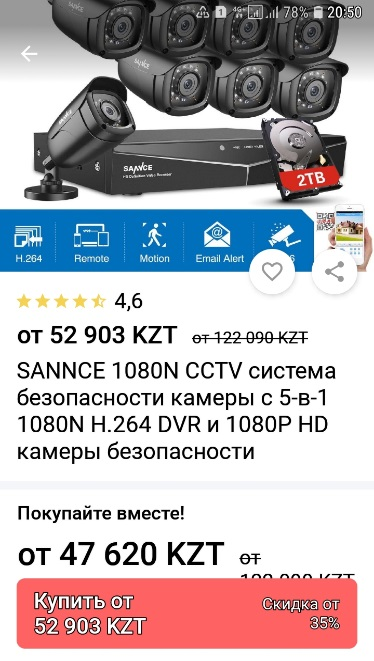 78% 20:50
SANNCE
2TB
H.264
Remote
Motion
Email Alert
4,6
от 52 903 KZT от 122 090 KZT
SANNCE 1080N CCTV система
безопасности камеры с 5-в-1
1080N H.264 DVR и 1080P HD
камеры безопасности
Покупайте вместе!
от 47 620 KZT от
Купить от
52 903 KZT
Скидка от
35%